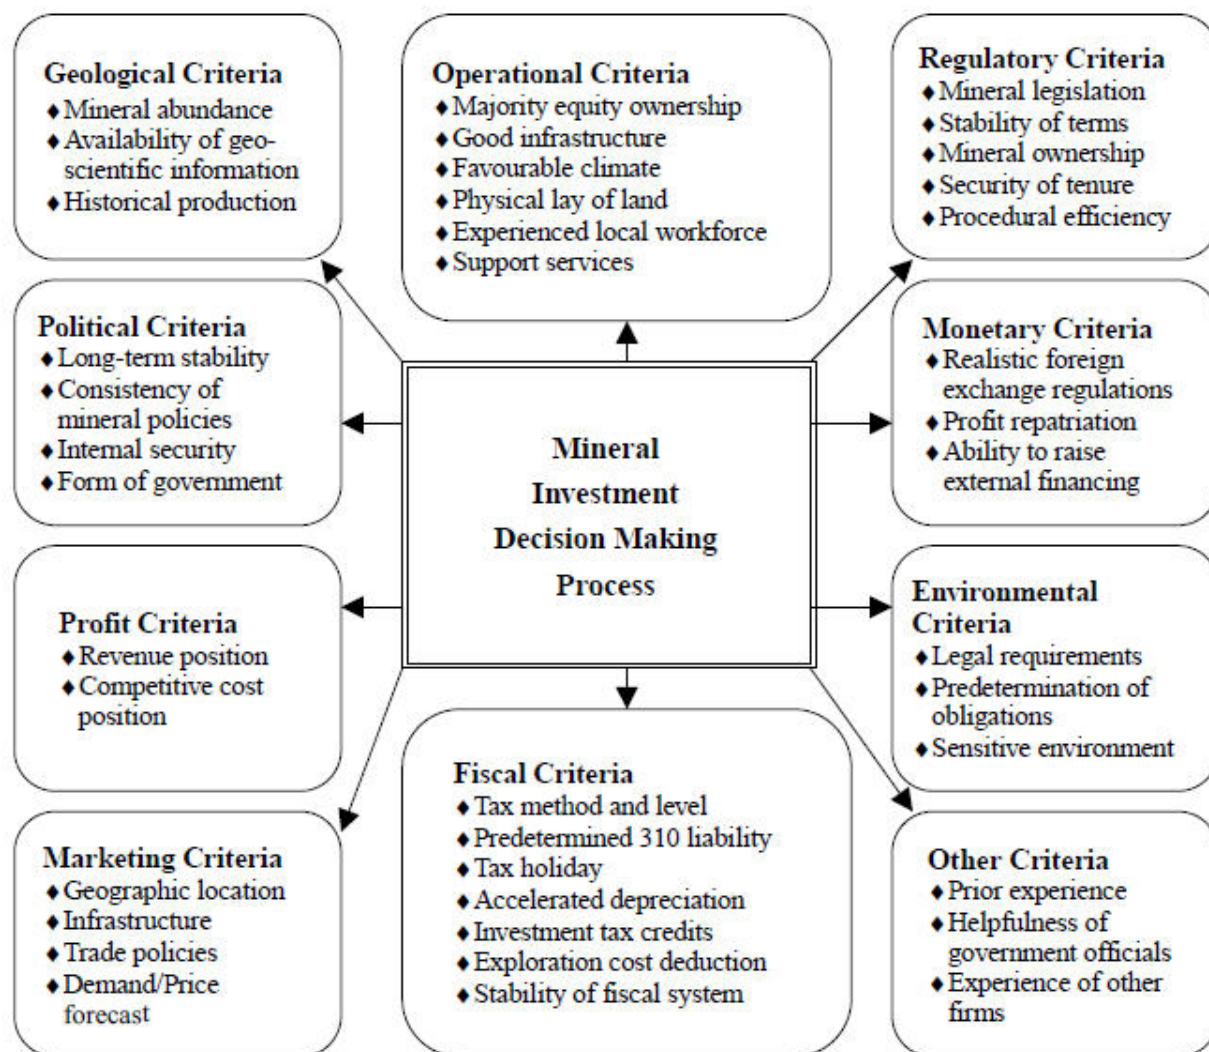 Geological Criteria
♦ Mineral abundance
♦ Availability of geo-
scientific information
♦ Historical production
Operational Criteria
♦ Majority equity ownership
♦ Good infrastructure
♦ Favourable climate
♦ Physical lay of land
♦ Experienced local workforce
♦ Support services
Regulatory Criteria
♦ Mineral legislation
♦ Stability of terms
♦ Mineral ownership
♦ Security of tenure
♦ Procedural efficiency
Political Criteria
♦ Long-term stability
♦ Consistency of
mineral policies
♦ Internal security
♦ Form of government
Mineral
Investment
Decision Making
Process
Monetary Criteria
♦ Realistic foreign
exchange regulations
♦ Profit repatriation
♦ Ability to raise
external financing
Profit Criteria
♦ Revenue position
♦ Competitive cost
position
Environmental
Criteria
♦ Legal requirements
♦ Predetermination of
obligations
♦ Sensitive environment
Marketing Criteria
♦ Geographic location
♦ Infrastructure
♦ Trade policies
♦ Demand/Price
forecast
Fiscal Criteria
♦ Tax method and level
♦ Predetermined 310 liability
♦ Tax holiday
♦ Accelerated depreciation
♦ Investment tax credits
♦ Exploration cost deduction
♦ Stability of fiscal system
Other Criteria
♦ Prior experience
♦ Helpfulness of
government officials
♦ Experience of other
firms